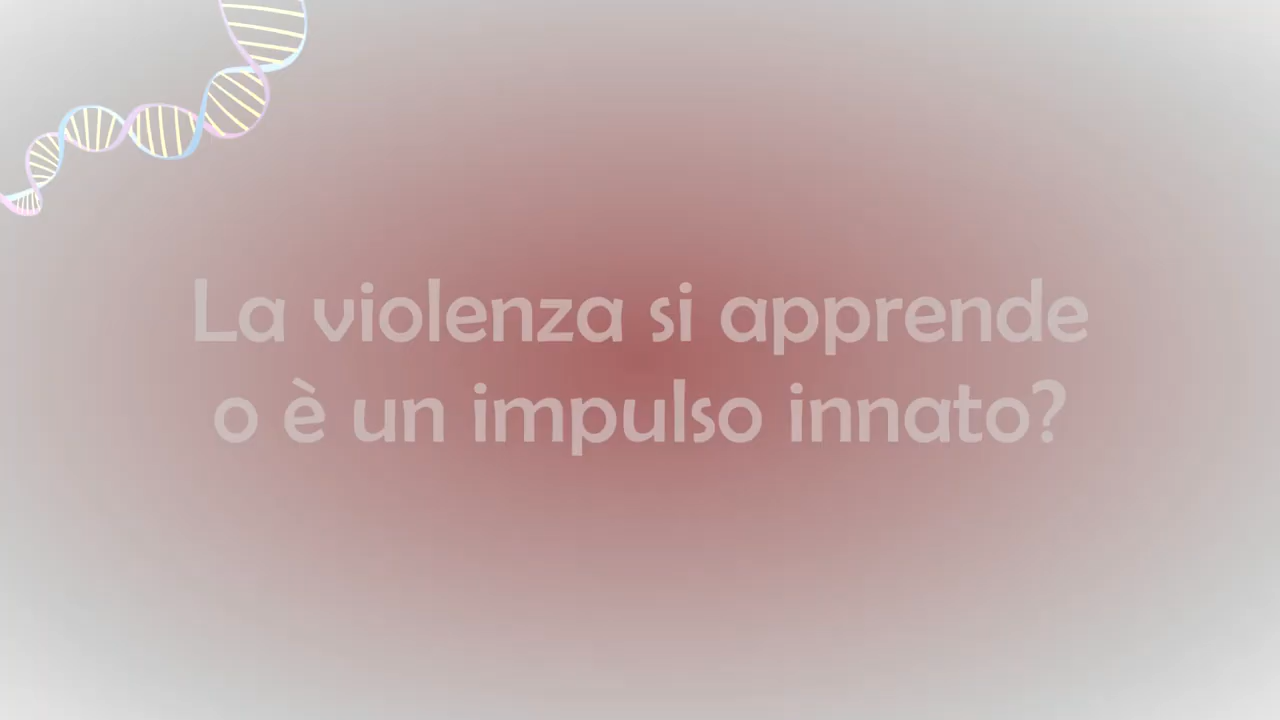 La violenza si apprende
o è un impulso innato?